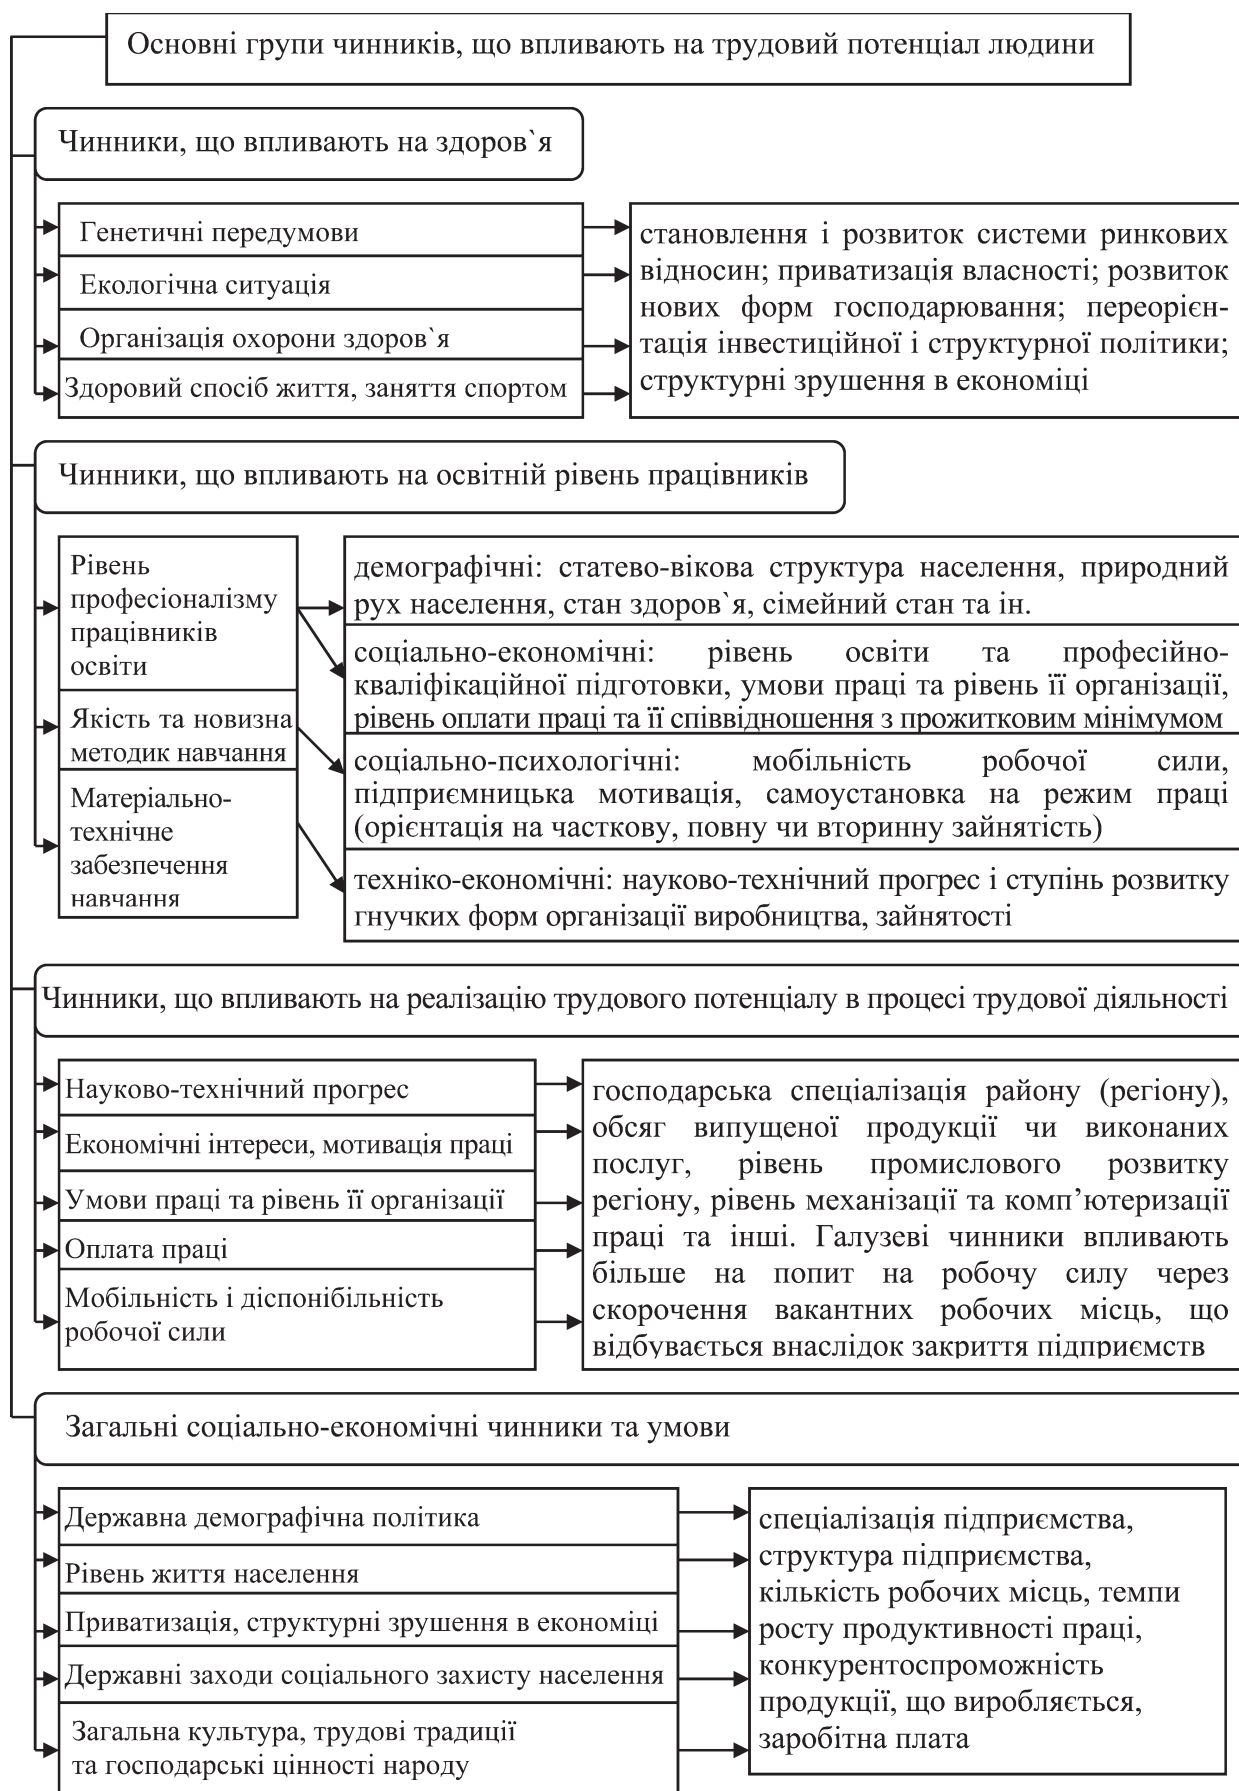 Основні групи чинників, що впливають на трудовий потенціал людини
Чинники, що впливають на здоров`я
Генетичні передумови
Екологічна ситуація
Організація охорони здоров`я
Здоровий спосіб життя, заняття спортом
становлення і розвиток системи ринкових
відносин; приватизація власності; розвиток
нових форм господарювання; переорієн-
тація інвестиційної і структурної політики;
структурні зрушення в економіці
Чинники, що впливають на освітній рівень працівників
Рівень
професіоналізму
працівників
освіти
Якість та новизна
методик навчання
Матеріально-
технічне
забезпечення
навчання
демографічні: статево-вікова структура населення, природний
рух населення, стан здоров`я, сімейний стан та ін.
соціально-економічні: рівень освіти та професійно-
кваліфікаційної підготовки, умови праці та рівень її організації,
рівень оплати праці та її співвідношення з прожитковим мінімумом
соціально-психологічні: мобільність робочої сили,
підприємницька мотивація, самоустановка на режим праці
(орієнтація на часткову, повну чи вторинну зайнятість)
техніко-економічні: науково-технічний прогрес і ступінь розвитку
гнучких форм організації виробництва, зайнятості
Чинники, що впливають на реалізацію трудового потенціалу в процесі трудової діяльності
Науково-технічний прогрес
Економічні інтереси, мотивація праці
Умови праці та рівень її організації
Оплата праці
Мобільність і діспонібільність
робочої сили
господарська спеціалізація району (регіону),
обсяг випущеної продукції чи виконаних
послуг, рівень промислового розвитку
регіону, рівень механізації та комп’ютеризації
праці та інші. Галузеві чинники впливають
більше на попит на робочу силу через
скорочення вакантних робочих місць, що
відбувається внаслідок закриття підприємств
Загальні соціально-економічні чинники та умови
Державна демографічна політика
Рівень життя населення
Приватизація, структурні зрушення в економіці
Державні заходи соціального захисту населення
Загальна культура, трудові традиції
та господарські цінності народу
спеціалізація підприємства,
структура підприємства,
кількість робочих місць, темпи
росту продуктивності праці,
конкурентоспроможність
продукції, що виробляється,
заробітна плата